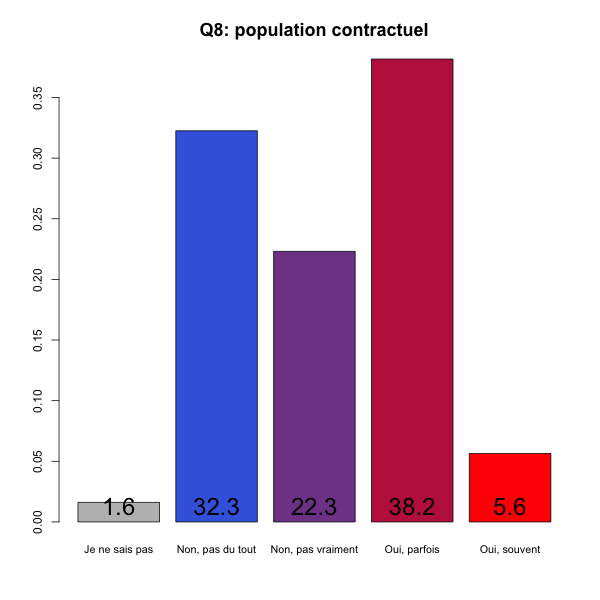 Q8: population contractuel
0.35
0.30
0.25
0.20
0.15
0.10
0.05
0.00
1.6 32.3 22.3 38.2 5.6
Je ne sais pas Non, pas du tout Non, pas vraiment Oui, parfois Oui, souvent